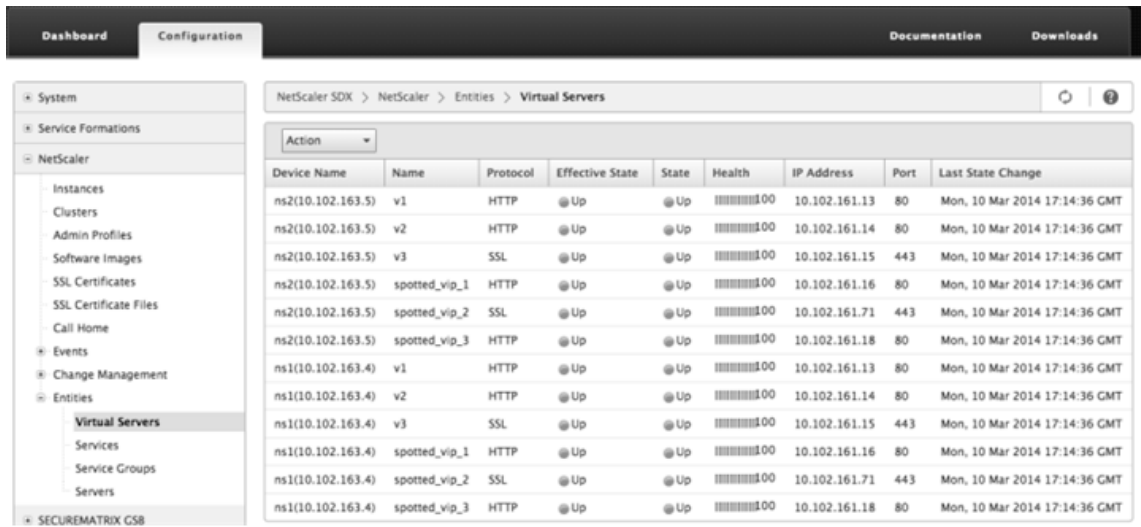 Dashboard Configuration Documentation Downloads
System
Service Formations
NetScaler
Instances
Clusters
Admin Profiles
Software Images
SSL Certificates
SSL Certificate Files
Call Home
Events
Change Management
Entities
Virtual Servers
Services
Service Groups
Servers
SECUREMATRIX GSB
NetScaler SDX > NetScaler > Entities > Virtual Servers
Action
Device Name Name Protocol Effective State State Health IP Address Port Last State Change
ns2(10.102.163.5) v1 HTTP Up Up 100 10.102.161.13 80 Mon, 10 Mar 2014 17:14:36 GMT
ns2(10.102.163.5) v2 HTTP Up Up 100 10.102.161.14 80 Mon, 10 Mar 2014 17:14:36 GMT
ns2(10.102.163.5) v3 SSL Up Up 100 10.102.161.15 443 Mon, 10 Mar 2014 17:14:36 GMT
ns2(10.102.163.5) spotted_vip_1 HTTP Up Up 100 10.102.161.16 80 Mon, 10 Mar 2014 17:14:36 GMT
ns2(10.102.163.5) spotted_vip_2 SSL Up Up 100 10.102.161.71 443 Mon, 10 Mar 2014 17:14:36 GMT
ns2(10.102.163.5) spotted_vip_3 HTTP Up Up 100 10.102.161.18 80 Mon, 10 Mar 2014 17:14:36 GMT
ns1(10.102.163.4) v1 HTTP Up Up 100 10.102.161.13 80 Mon, 10 Mar 2014 17:14:36 GMT
ns1(10.102.163.4) v2 HTTP Up Up 100 10.102.161.14 80 Mon, 10 Mar 2014 17:14:36 GMT
ns1(10.102.163.4) v3 SSL Up Up 100 10.102.161.15 443 Mon, 10 Mar 2014 17:14:36 GMT
ns1(10.102.163.4) spotted_vip_1 HTTP Up Up 100 10.102.161.16 80 Mon, 10 Mar 2014 17:14:36 GMT
ns1(10.102.163.4) spotted_vip_2 SSL Up Up 100 10.102.161.71 443 Mon, 10 Mar 2014 17:14:36 GMT
ns1(10.102.163.4) spotted_vip_3 HTTP Up Up 100 10.102.161.18 80 Mon, 10 Mar 2014 17:14:36 GMT